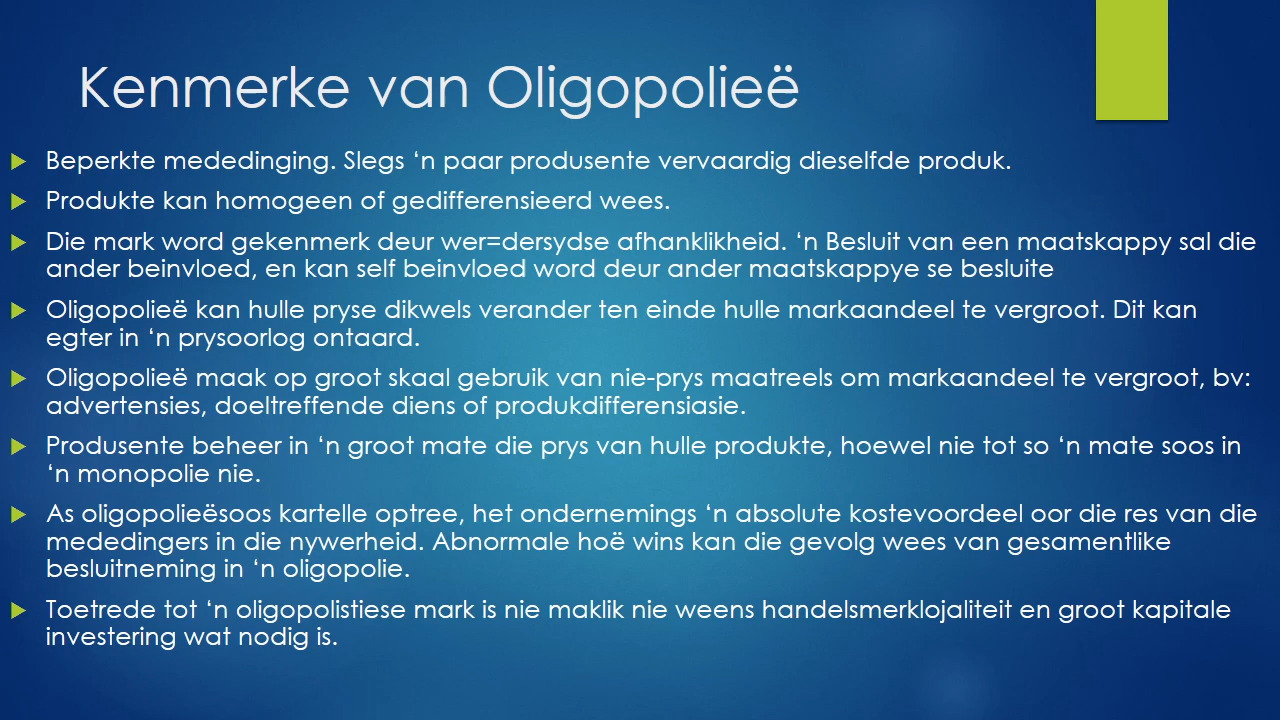 Kenmerke van Oligopolieë
Beperkte mededinging. Slegs ‘n paar produsente vervaardig dieselfde produk.
Produkte kan homogeen of gedifferensieerd wees.
Die mark word gekenmerk deur wer=dersydse afhanklikheid. ‘n Besluit van een maatskappy sal die
ander beinvloed, en kan self beinvloed word deur ander maatskappye se besluite
Oligopolieë kan hulle pryse dikwels verander ten einde hulle markaandeel te vergroot. Dit kan
egter in ‘n prysoorlog ontaard.
Oligopolieë maak op groot skaal gebruik van nie-prys maatreels om markaandeel te vergroot, bv:
advertensies, doeltreffende diens of produkdifferensiasie.
Produsente beheer in ‘n groot mate die prys van hulle produkte, hoewel nie tot so ‘n mate soos in
‘n monopolie nie.
As oligopolieësoos kartelle optree, het ondernemings ‘n absolute kostevoordeel oor die res van die
mededingers in die nywerheid. Abnormale hoë wins kan die gevolg wees van gesamentlike
besluitneming in ‘n oligopolie.
Toetrede tot ‘n oligopolistiese mark is nie maklik nie weens handelsmerklojaliteit en groot kapitale
investering wat nodig is.